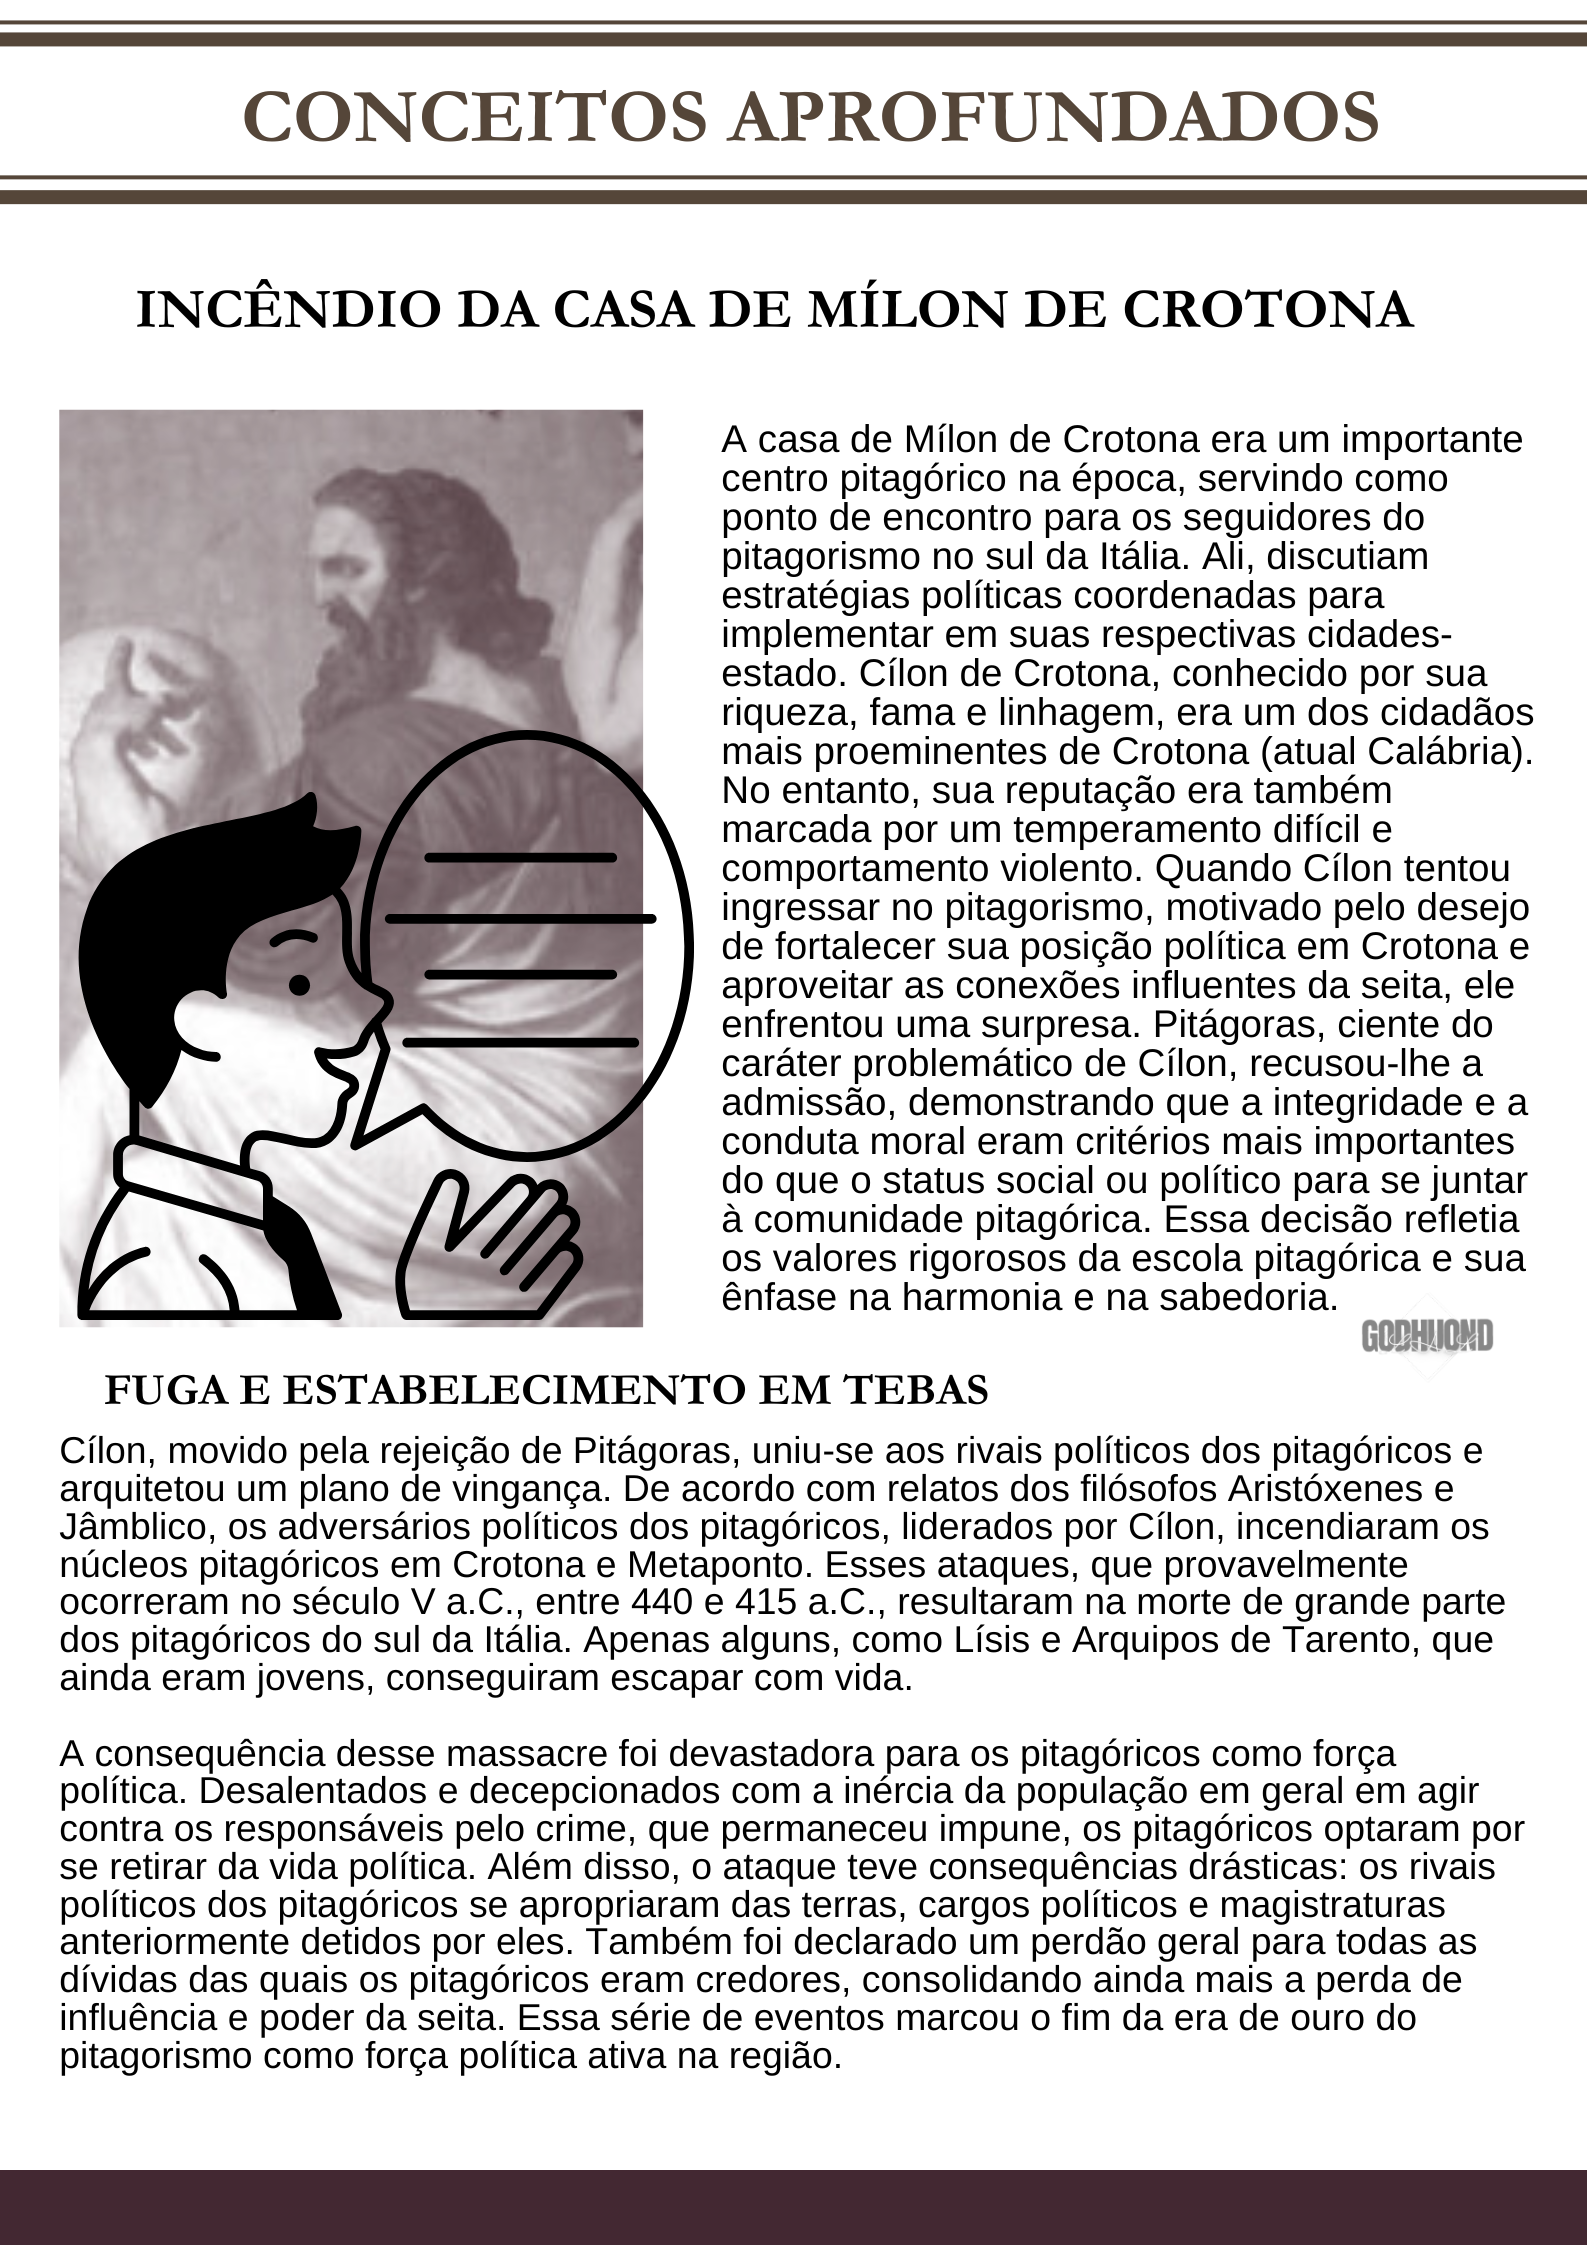 CONCEITOS APROFUNDADOS
INCÊNDIO DA CASA DE MÍLON DE CROTONA
A casa de Mílon de Crotona era um importante
centro pitagórico na época, servindo como
ponto de encontro para os seguidores do
pitagorismo no sul da Itália. Ali, discutiam
estratégias políticas coordenadas para
implementar em suas respectivas cidades-
estado. Cílon de Crotona, conhecido por sua
riqueza, fama e linhagem, era um dos cidadãos
mais proeminentes de Crotona (atual Calábria).
No entanto, sua reputação era também
marcada por um temperamento difícil e
comportamento violento. Quando Cílon tentou
ingressar no pitagorismo, motivado pelo desejo
de fortalecer sua posição política em Crotona e
aproveitar as conexões influentes da seita, ele
enfrentou uma surpresa. Pitágoras, ciente do
caráter problemático de Cílon, recusou-lhe a
admissão, demonstrando que a integridade e a
conduta moral eram critérios mais importantes
do que o status social ou político para se juntar
à comunidade pitagórica. Essa decisão refletia
os valores rigorosos da escola pitagórica e sua
ênfase na harmonia e na sabedoria.
GODHUOND
FUGA E ESTABELECIMENTO EM TEBAS
Cílon, movido pela rejeição de Pitágoras, uniu-se aos rivais políticos dos pitagóricos e
arquitetou um plano de vingança. De acordo com relatos dos filósofos Aristóxenes e
Jâmblico, os adversários políticos dos pitagóricos, liderados por Cílon, incendiaram os
núcleos pitagóricos em Crotona e Metaponto. Esses ataques, que provavelmente
ocorreram no século V a.C., entre 440 e 415 a.C., resultaram na morte de grande parte
dos pitagóricos do sul da Itália. Apenas alguns, como Lísis e Arquipos de Tarento, que
ainda eram jovens, conseguiram escapar com vida.
A consequência desse massacre foi devastadora para os pitagóricos como força
política. Desalentados e decepcionados com a inércia da população em geral em agir
contra os responsáveis pelo crime, que permaneceu impune, os pitagóricos optaram por
se retirar da vida política. Além disso, o ataque teve consequências drásticas: os rivais
políticos dos pitagóricos se apropriaram das terras, cargos políticos e magistraturas
anteriormente detidos por eles. Também foi declarado um perdão geral para todas as
dívidas das quais os pitagóricos eram credores, consolidando ainda mais a perda de
influência e poder da seita. Essa série de eventos marcou o fim da era de ouro do
pitagorismo como força política ativa na região.